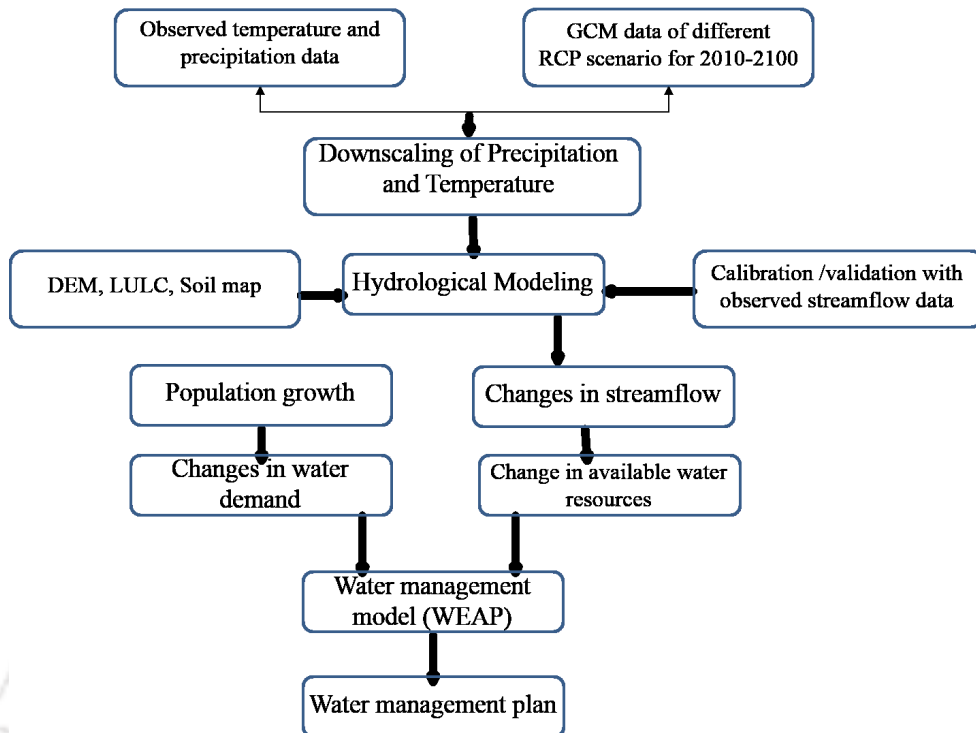 Observed temperature and
precipitation data
GCM data of different
RCP scenario for 2010-2100
Downscaling of Precipitation
and Temperature
DEM, LULC, Soil map
Hydrological Modeling
Calibration /validation with
observed streamflow data
Population growth
Changes in streamflow
Changes in water
demand
Change in available water
resources
Water management
model (WEAP)
Water management plan